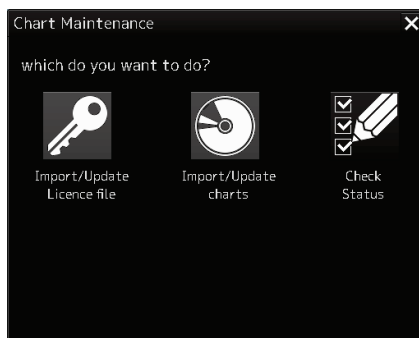 Chart Maintenance
which do you want to do?
Import/Update
Licence file
Import/Update
charts
Check
Status